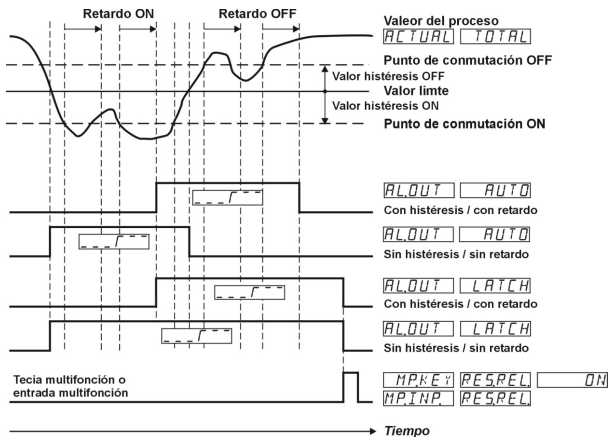 Retardo ON
Retardo OFF
Valeor del proceso
ACTUAL TOTAL
Punto de conmutación OFF
Valor histéresis OFF
Valor limte
Valor histéresis ON
Punto de conmutación ON
AL.OUT AUTO
Con histéresis / con retardo
AL.OUT AUTO
Sin histéresis / sin retardo
AL.OUT LATCH
Con histéresis / con retardo
AL.OUT LATCH
Sin histéresis / sin retardo
Tecia multifonción o
entrada multifonción
MP.KEY RES.REL. ON
MP.INP. RES.REL.
Tiempo